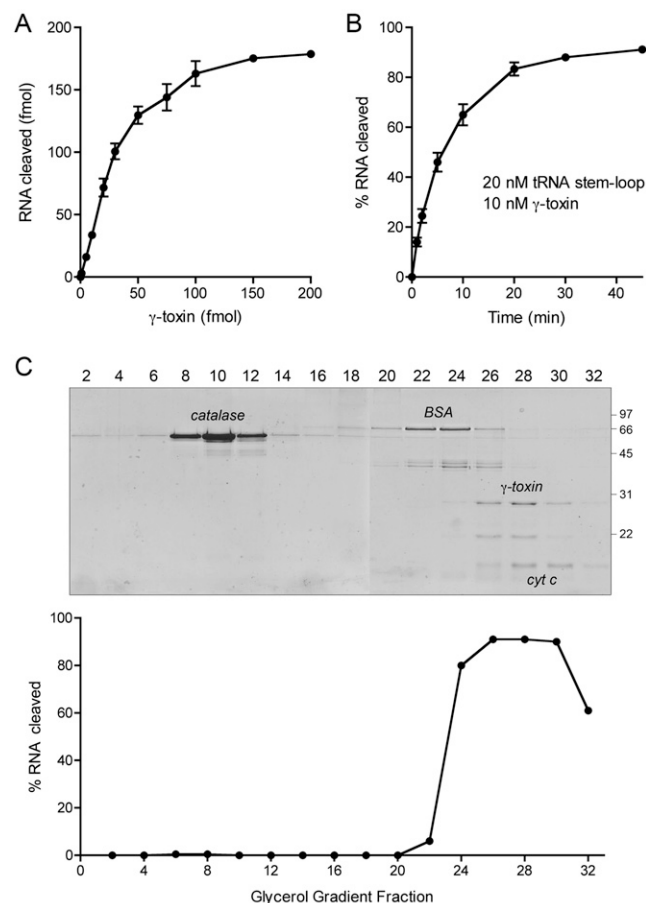 A
RNA cleaved (fmol)
200
150
100
50
0
0 50 100 150 200
γ-toxin (fmol)
B
% RNA cleaved
100
80
60
40
20
0
20 nM tRNA stem-loop
10 nM γ-toxin
0 10 20 30 40
Time (min)
C
2 4 6 8 10 12 14 16 18 20 22 24 26 28 30 32
catalase
BSA
γ-toxin
cyt c
97
66
45
31
22
% RNA cleaved
100
80
60
40
20
0
0 4 8 12 16 20 24 28 32
Glycerol Gradient Fraction